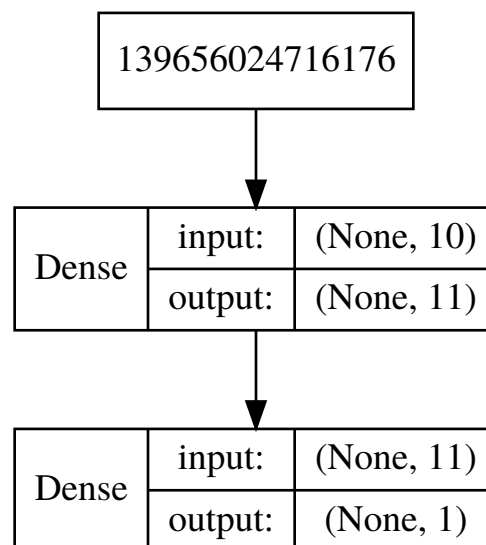 139656024716176
Dense
input:
(None, 10)
output:
(None, 11)
Dense
input:
(None, 11)
output:
(None, 1)